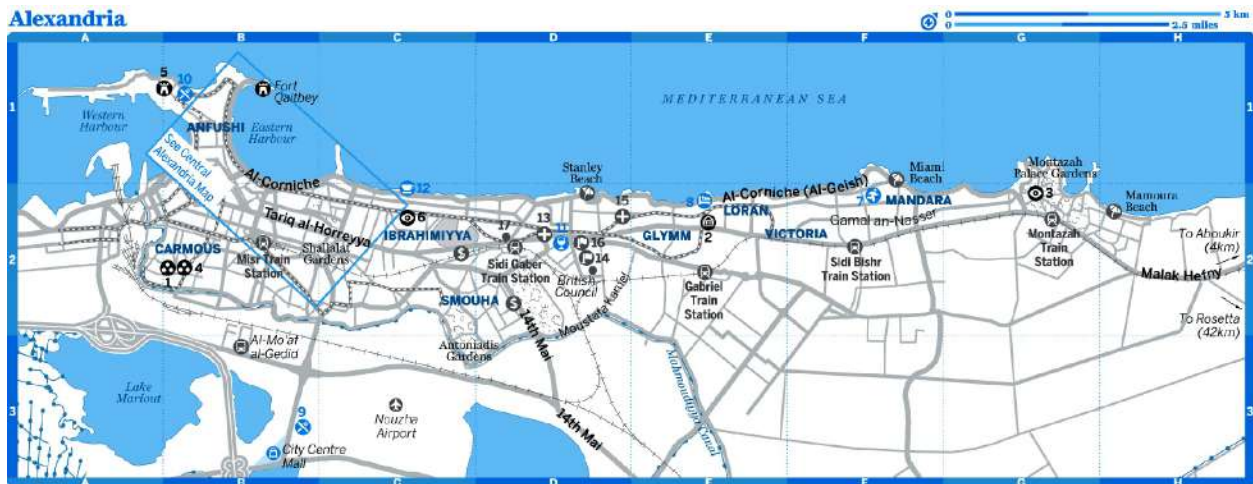 Alexandria
0
5 km
0
2.5 miles
A
B
C
D
E
F
G
H
1
1
5
10
Fort
Qaitbey
MEDITERRANEAN SEA
Western
Harbour
ANFUSHI
Eastern
Harbour
See Central
Alexandria Map
Al-Corniche
12
Stanley
Beach
Miami
Beach
Montazah
Palace Gardens
3
Mamoura
Beach
8
Al-Corniche (Al-Geish)
7
MANDARA
LORAN
15
6
Tariq al-Horreyya
IBRAHIMIYYA
17
13
11
16
14
GLYMM
2
VICTORIA
Gamal an-Nasser
CARMOUS
1
4
Misr Train
Station
Shallalat
Gardens
Sidi Gaber
Train Station
British
Council
Gabriel
Train
Station
Sidi Bishr
Train Station
Montazah
Train
Station
Malak Hefny
To Aboukir
(4km)
To Rosetta
(42km)
2
2
SMOUHA
14th Mai
Moustafa Kamel
Antoniadis
Gardens
Mahmoudiyya Canal
Al-Mo'af
al-Gedid
Lake
Mariout
9
City Centre
Mall
Nouzha
Airport
14th Mai
3
3
A
B
C
D
E
F
G
H